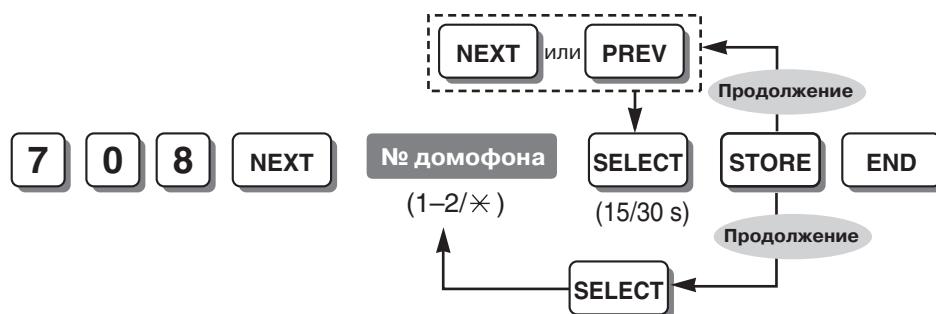 NEXT или PREV
Продолжение
7 0 8 NEXT № домофона SELECT STORE END
(1–2/✳) (15/30 s)
Продолжение
SELECT